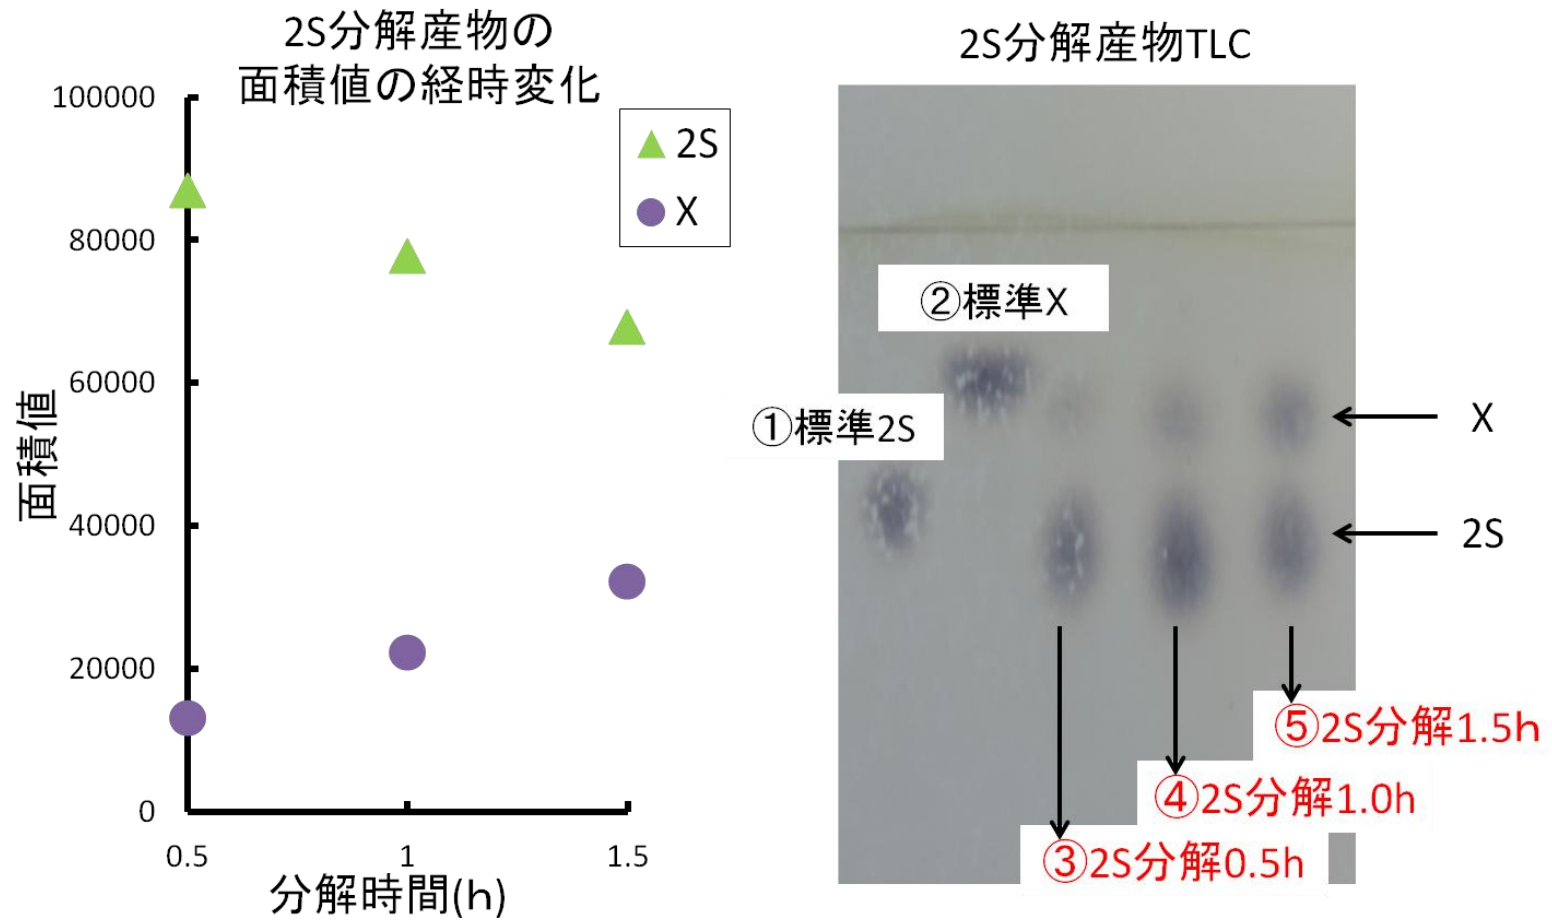 2S分解産物の
面積値の経時変化
100000
80000
60000
40000
20000
0
面積値
2S
X
0.5
1
1.5
分解時間(h)
2S分解産物TLC
②標準X
①標準2S
X
2S
⑤2S分解1.5h
④2S分解1.0h
③2S分解0.5h